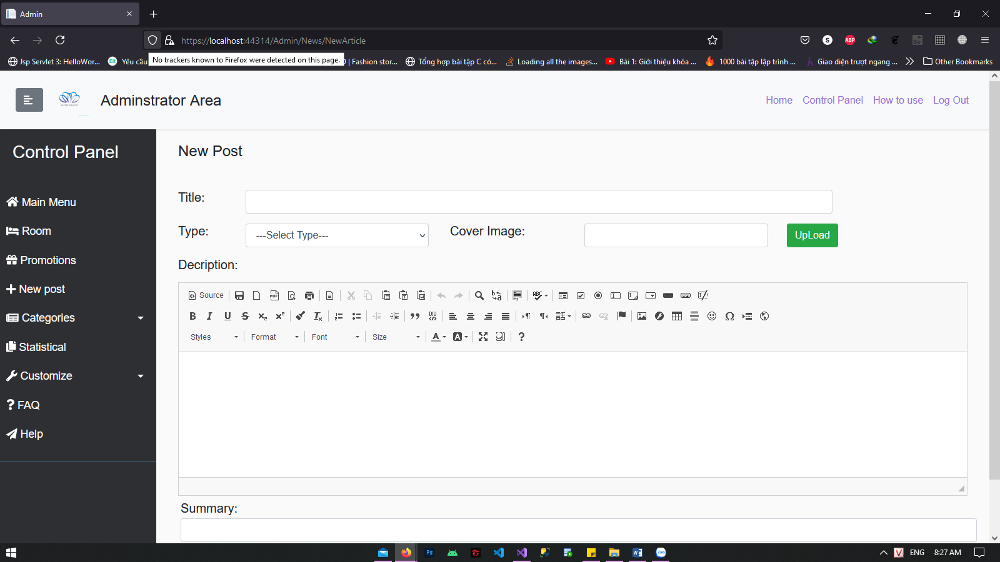 Admin
https://localhost:44314/Admin/News/NewArticle
Jsp Servlet 3: HelloWor...
Yêu cầu
No trackers known to Firefox were detected on this page.
| Fashion stor...
Tổng hợp bài tập C có...
Loading all the images...
Bài 1: Giới thiệu khóa ...
1000 bài tập lập trình ...
Giao diện trượt ngang ...
Other Bookmarks
Adminstrator Area
Home
Control Panel
How to use
Log Out
Control Panel
Main Menu
Room
Promotions
New post
Categories
Statistical
Customize
FAQ
Help
New Post
Title:
Type:
---Select Type---
Cover Image:
UpLoad
Decription:
Source
Styles
Format
Font
Size
Summary:
ENG
8:27 AM